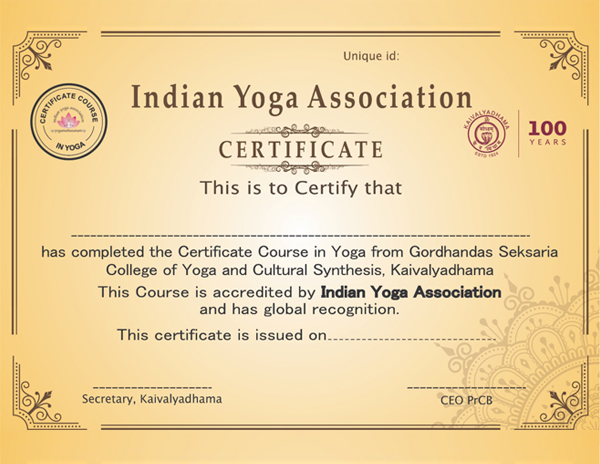 Unique id:
Indian Yoga Association
CERTIFICATE COURSE
IN YOGA
KAIVALYADHAMA
ESTD 1924
100
YEARS
CERTIFICATE
This is to Certify that
has completed the Certificate Course in Yoga from Gordhandas Seksaria
College of Yoga and Cultural Synthesis, Kaivalyadhama
This Course is accredited by Indian Yoga Association
and has global recognition.
This certificate is issued on
Secretary, Kaivalyadhama
CEO PrCB